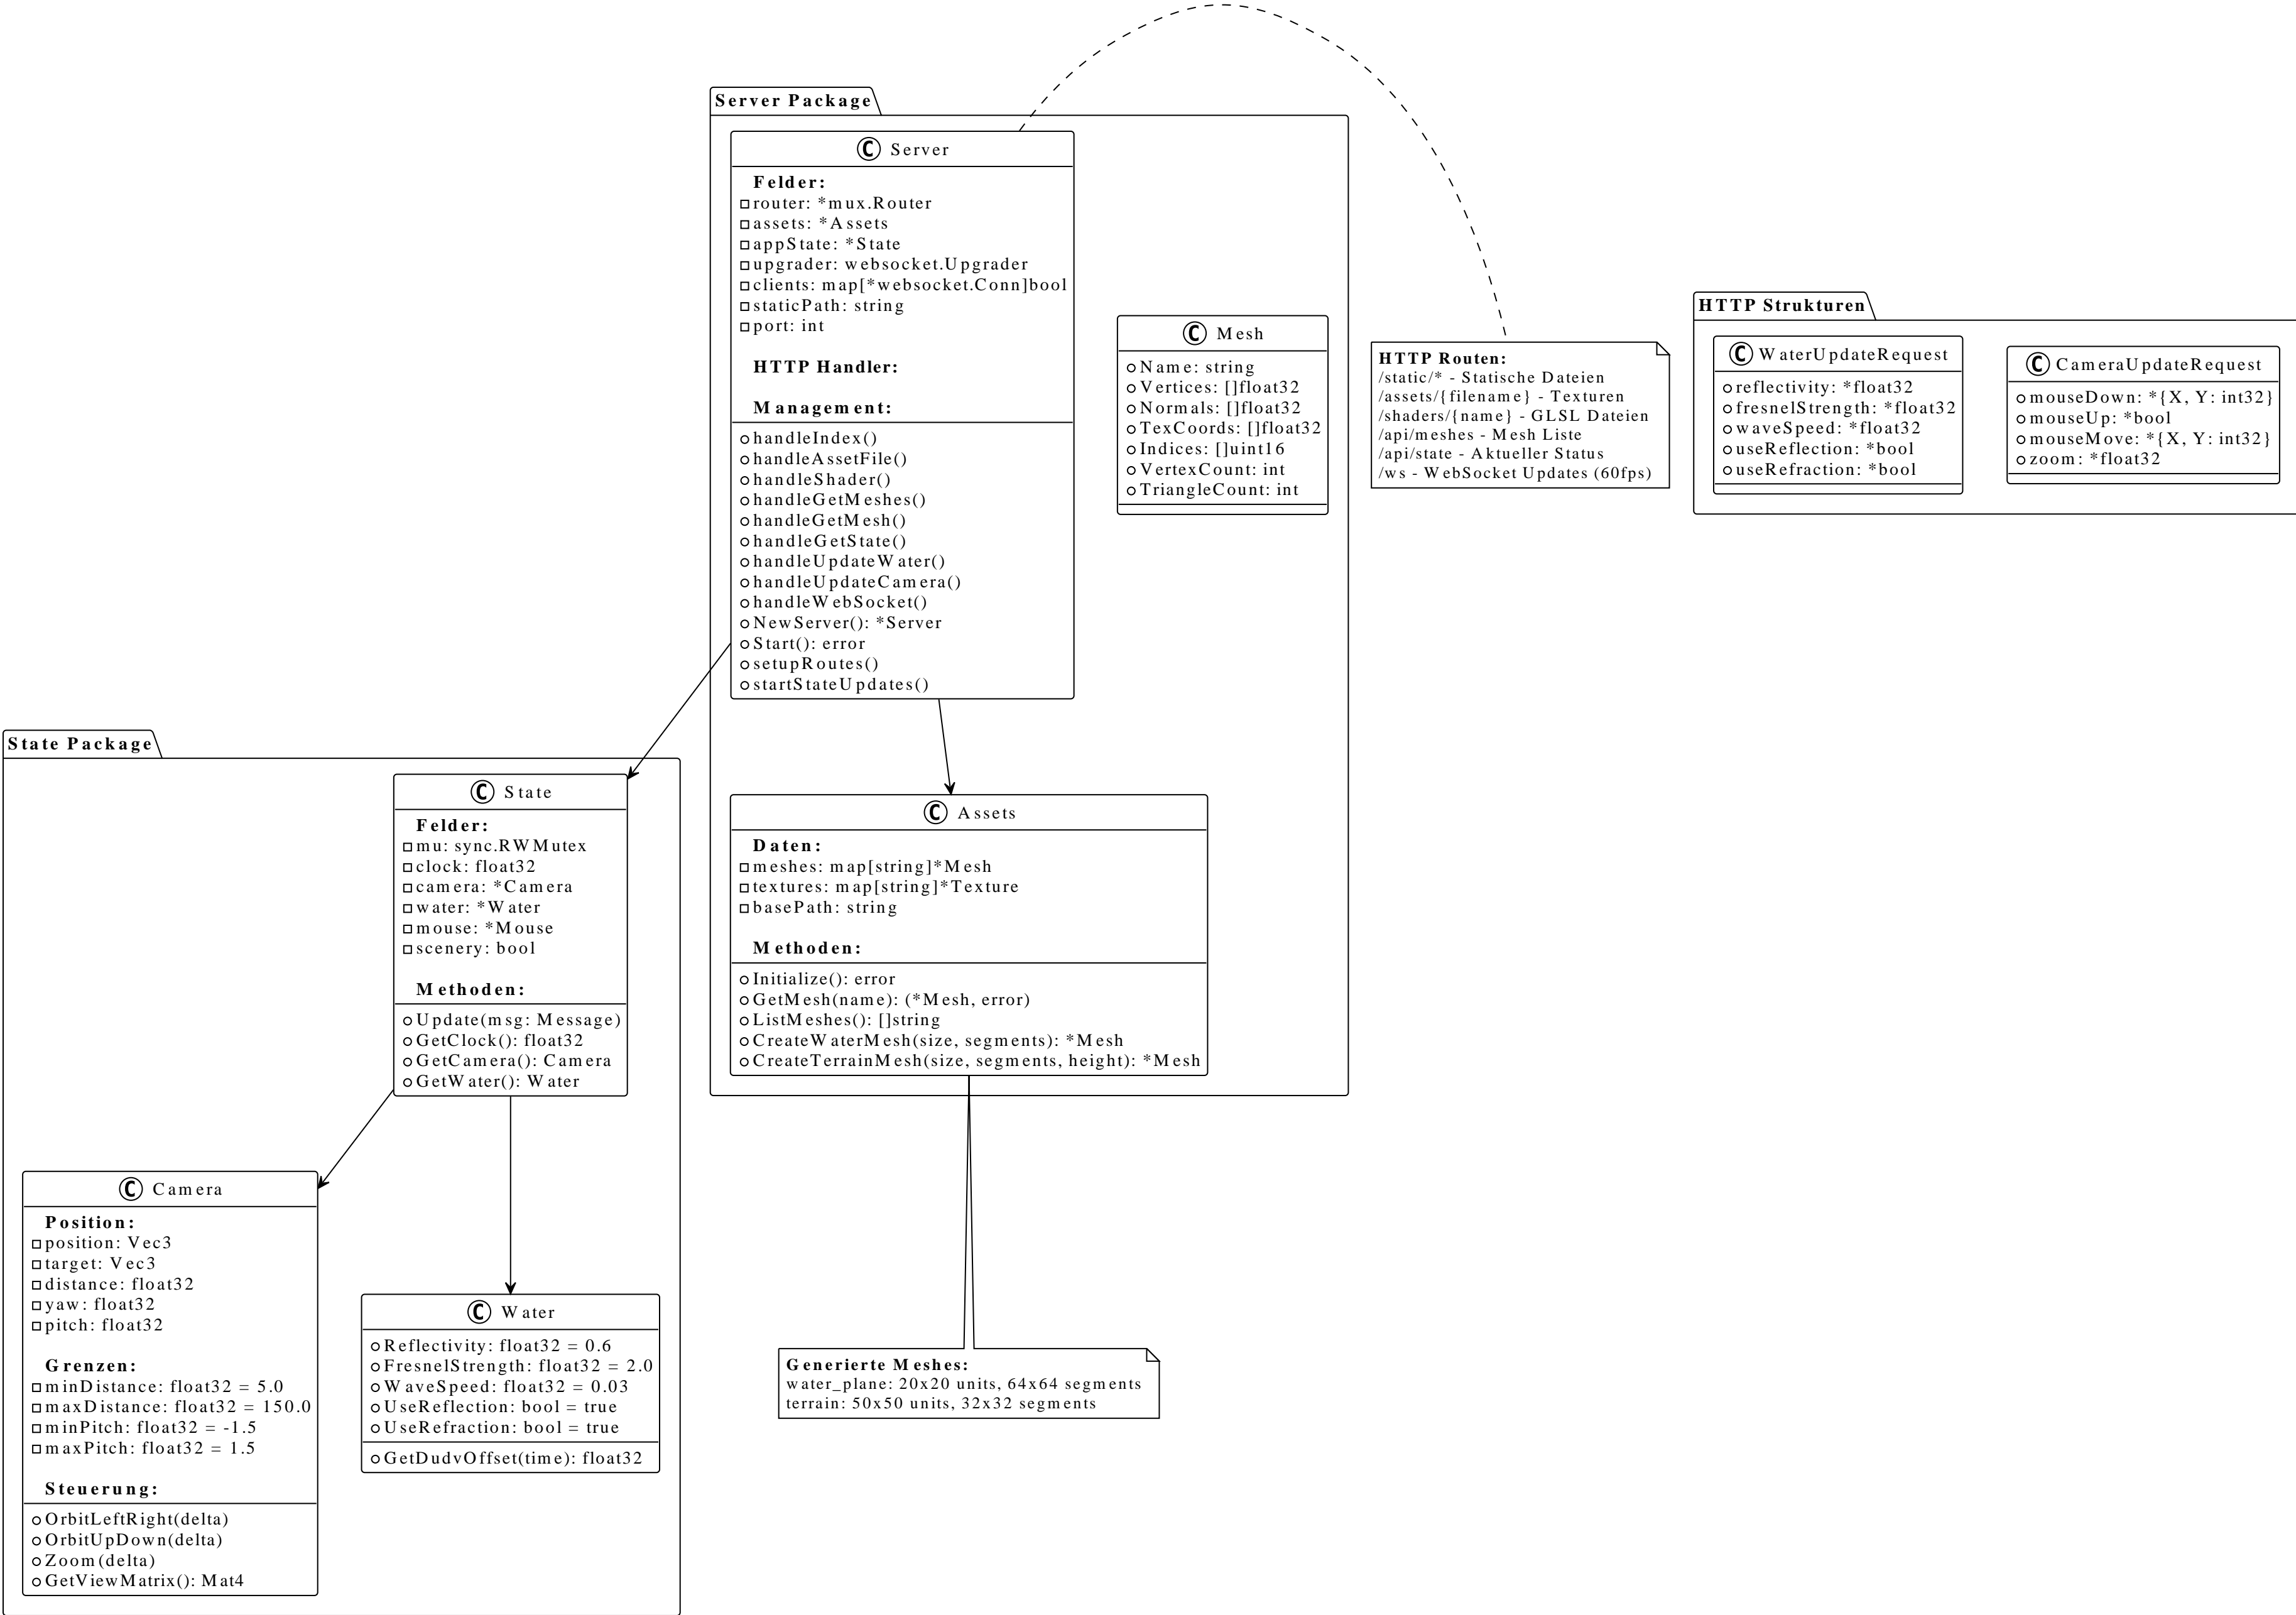 Server Package
Server
Felder:
router: *mux.Router
assets: *Assets
appState: *State
upgrader: websocket.Upgrader
clients: map[*websocket.Conn]bool
staticPath: string
port: int
HTTP Handler:
Management:
handleIndex()
handleAssetFile()
handleShader()
handleGetMeshes()
handleGetMesh()
handleGetState()
handleUpdateWater()
handleUpdateCamera()
handleWebSocket()
NewServer(): *Server
Start(): error
setupRoutes()
startStateUpdates()
Mesh
Name: string
Vertices: []float32
Normals: []float32
TexCoords: []float32
Indices: []uint16
VertexCount: int
TriangleCount: int
HTTP Routen:
/static/* - Statische Dateien
/assets/{filename} - Texturen
/shaders/{name} - GLSL Dateien
/api/meshes - Mesh Liste
/api/state - Aktueller Status
/ws - WebSocket Updates (60fps)
HTTP Strukturen
WaterUpdateRequest
reflectivity: *float32
fresnelStrength: *float32
waveSpeed: *float32
useReflection: *bool
useRefraction: *bool
CameraUpdateRequest
mouseDown: *{X, Y: int32}
mouseUp: *bool
mouseMove: *{X, Y: int32}
zoom: *float32
State Package
State
Felder:
mu: sync.RWMutex
clock: float32
camera: *Camera
water: *Water
mouse: *Mouse
scenery: bool
Methoden:
Update(msg: Message)
GetClock(): float32
GetCamera(): Camera
GetWater(): Water
Assets
Daten:
meshes: map[string]*Mesh
textures: map[string]*Texture
basePath: string
Methoden:
Initialize(): error
GetMesh(name): (*Mesh, error)
ListMeshes(): []string
CreateWaterMesh(size, segments): *Mesh
CreateTerrainMesh(size, segments, height): *Mesh
Camera
Position:
position: Vec3
target: Vec3
distance: float32
yaw: float32
pitch: float32
Grenzen:
minDistance: float32 = 5.0
maxDistance: float32 = 150.0
minPitch: float32 = -1.5
maxPitch: float32 = 1.5
Steuerung:
OrbitLeftRight(delta)
OrbitUpDown(delta)
Zoom(delta)
GetViewMatrix(): Mat4
Water
Reflectivity: float32 = 0.6
FresnelStrength: float32 = 2.0
WaveSpeed: float32 = 0.03
UseReflection: bool = true
UseRefraction: bool = true
GetDudvOffset(time): float32
Generierte Meshes:
water_plane: 20x20 units, 64x64 segments
terrain: 50x50 units, 32x32 segments